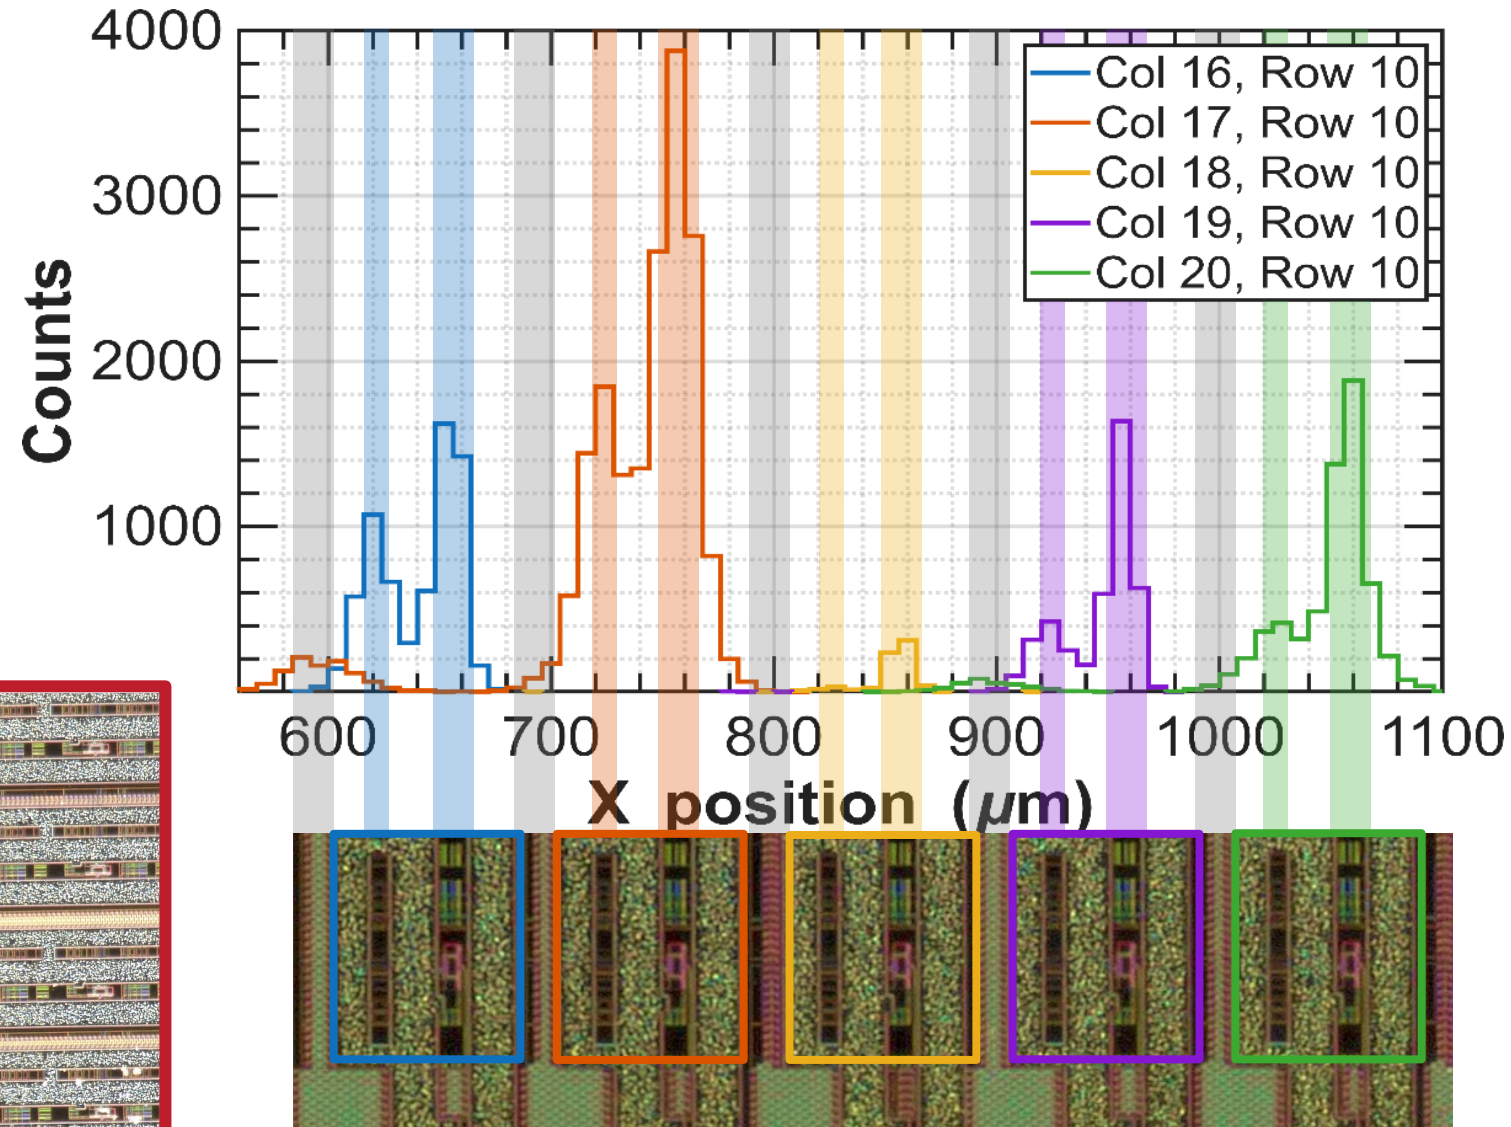 4000
3000
2000
1000
Counts
Col 16, Row 10
Col 17, Row 10
Col 18, Row 10
Col 19, Row 10
Col 20, Row 10
600 700 800 900 1000 1100
X position (μm)